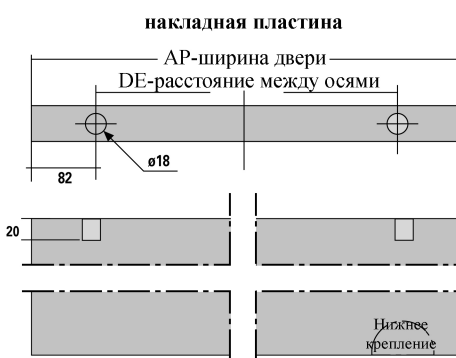 накладная пластина
AP-ширина двери
DE-расстояние между осями
ø18
82
20
Нижнее
крепление